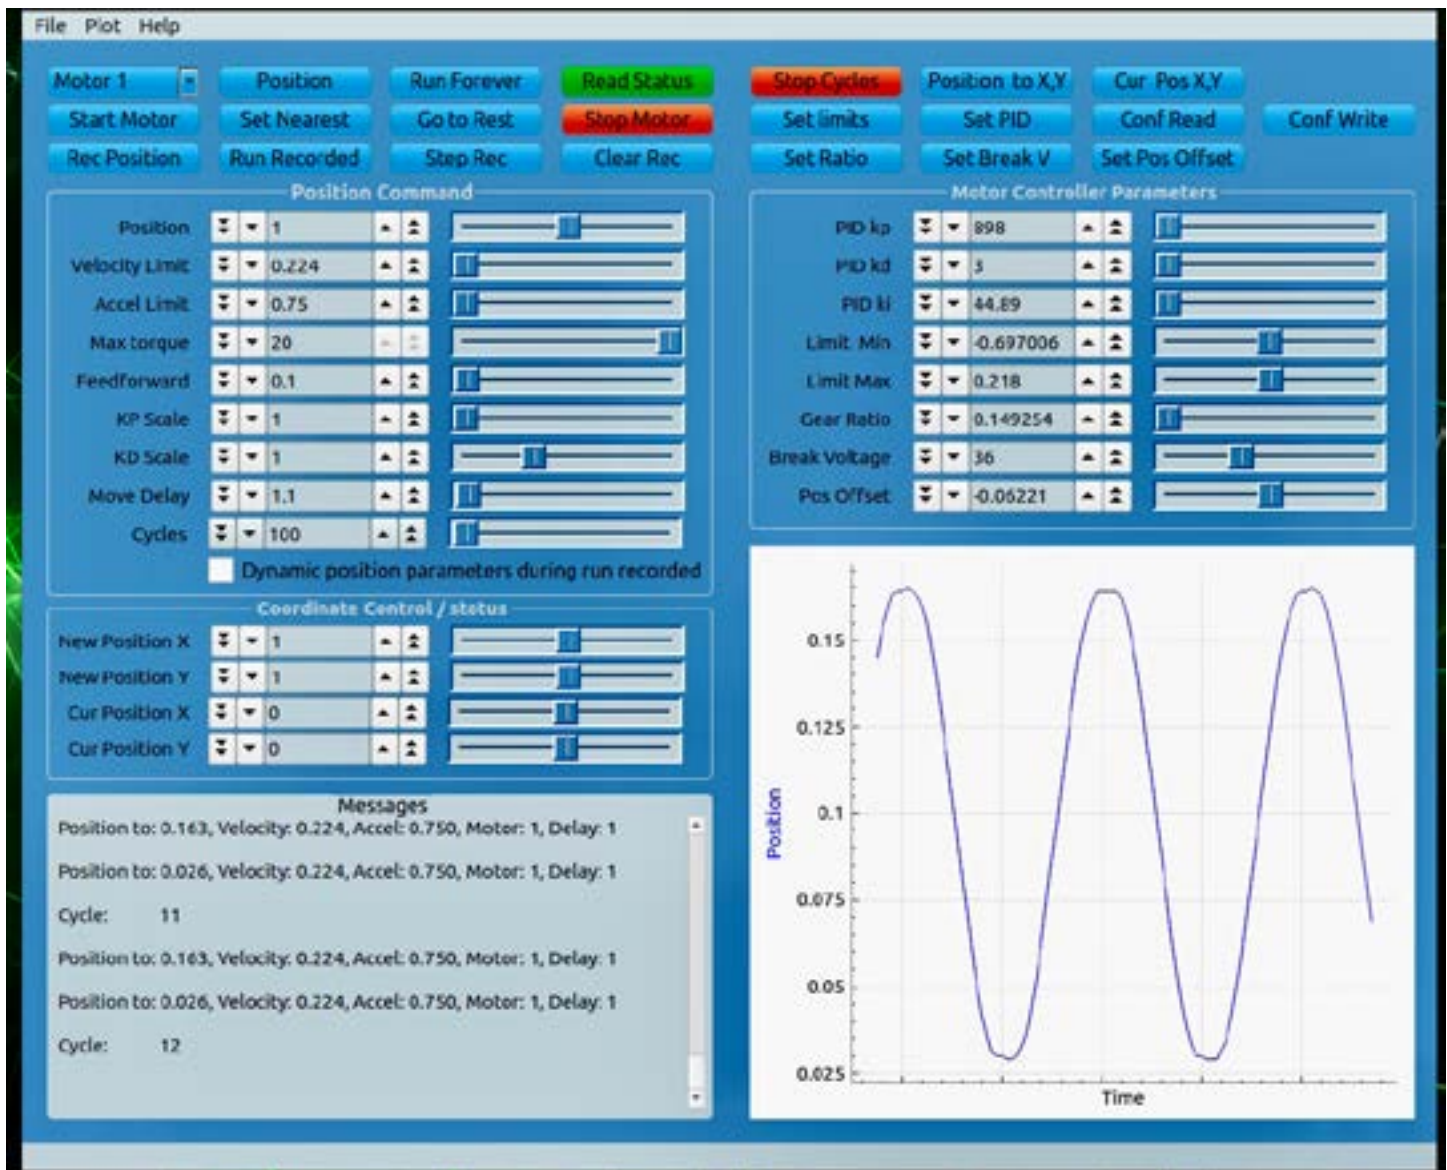 File Plot Help
Motor 1 Position Run Forever Read Status Stop Cycles Position to X,Y Cur Pos X,Y
Start Motor Set Nearest Go to Rest Stop Motor Set limits Set PID Conf Read Conf Write
Rec Position Run Recorded Step Rec Clear Rec Set Ratio Set Break V Set Pos Offset
Position Command
Position 1
Velocity Limit 0.224
Accel Limit 0.75
Max torque 20
Feedforward 0.1
KP Scale 1
KD Scale 1
Move Delay 1.1
Cycles 100
Dynamic position parameters during run recorded
Coordinate Control / status
New Position X 1
New Position Y 1
Cur Position X 0
Cur Position Y 0
Messages
Position to: 0.163, Velocity: 0.224, Accel: 0.750, Motor: 1, Delay: 1
Position to: 0.026, Velocity: 0.224, Accel: 0.750, Motor: 1, Delay: 1
Cycle: 11
Position to: 0.163, Velocity: 0.224, Accel: 0.750, Motor: 1, Delay: 1
Position to: 0.026, Velocity: 0.224, Accel: 0.750, Motor: 1, Delay: 1
Cycle: 12
Motor Controller Parameters
PID kp 898
PID kd 3
PID ki 44.89
Limit Min -0.697006
Limit Max 0.218
Gear Ratio 0.149254
Break Voltage 36
Pos Offset -0.06221
0.15
0.125
0.1
0.075
0.05
0.025
Position
Time